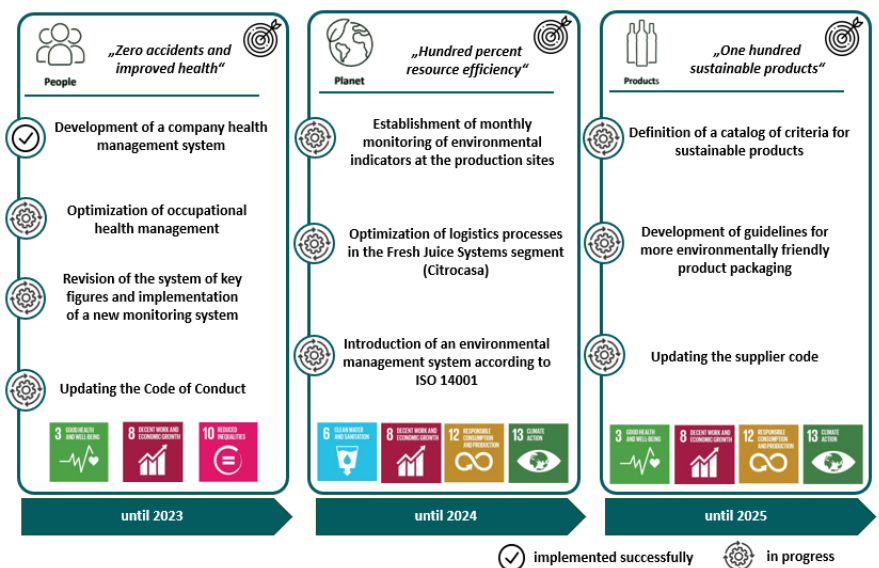 People
„Zero accidents and
improved health“
Development of a company health
management system
Optimization of occupational
health management
Revision of the system of key
figures and implementation
of a new monitoring system
Updating the Code of Conduct
3 GOOD HEALTH
AND WELL-BEING
8 DECENT WORK AND
ECONOMIC GROWTH
10 REDUCED
INEQUALITIES
until 2023
Planet
„Hundred percent
resource efficiency“
Establishment of monthly
monitoring of environmental
indicators at the production sites
Optimization of logistics processes
in the Fresh Juice Systems segment
(Citrocasa)
Introduction of an environmental
management system according to
ISO 14001
6 CLEAN WATER
AND SANITATION
8 DECENT WORK AND
ECONOMIC GROWTH
12 RESPONSIBLE
CONSUMPTION
AND PRODUCTION
13 CLIMATE
ACTION
until 2024
Products
„One hundred
sustainable products“
Definition of a catalog of criteria for
sustainable products
Development of guidelines for
more environmentally friendly
product packaging
Updating the supplier code
3 GOOD HEALTH
AND WELL-BEING
8 DECENT WORK AND
ECONOMIC GROWTH
12 RESPONSIBLE
CONSUMPTION
AND PRODUCTION
13 CLIMATE
ACTION
until 2025
implemented successfully
in progress